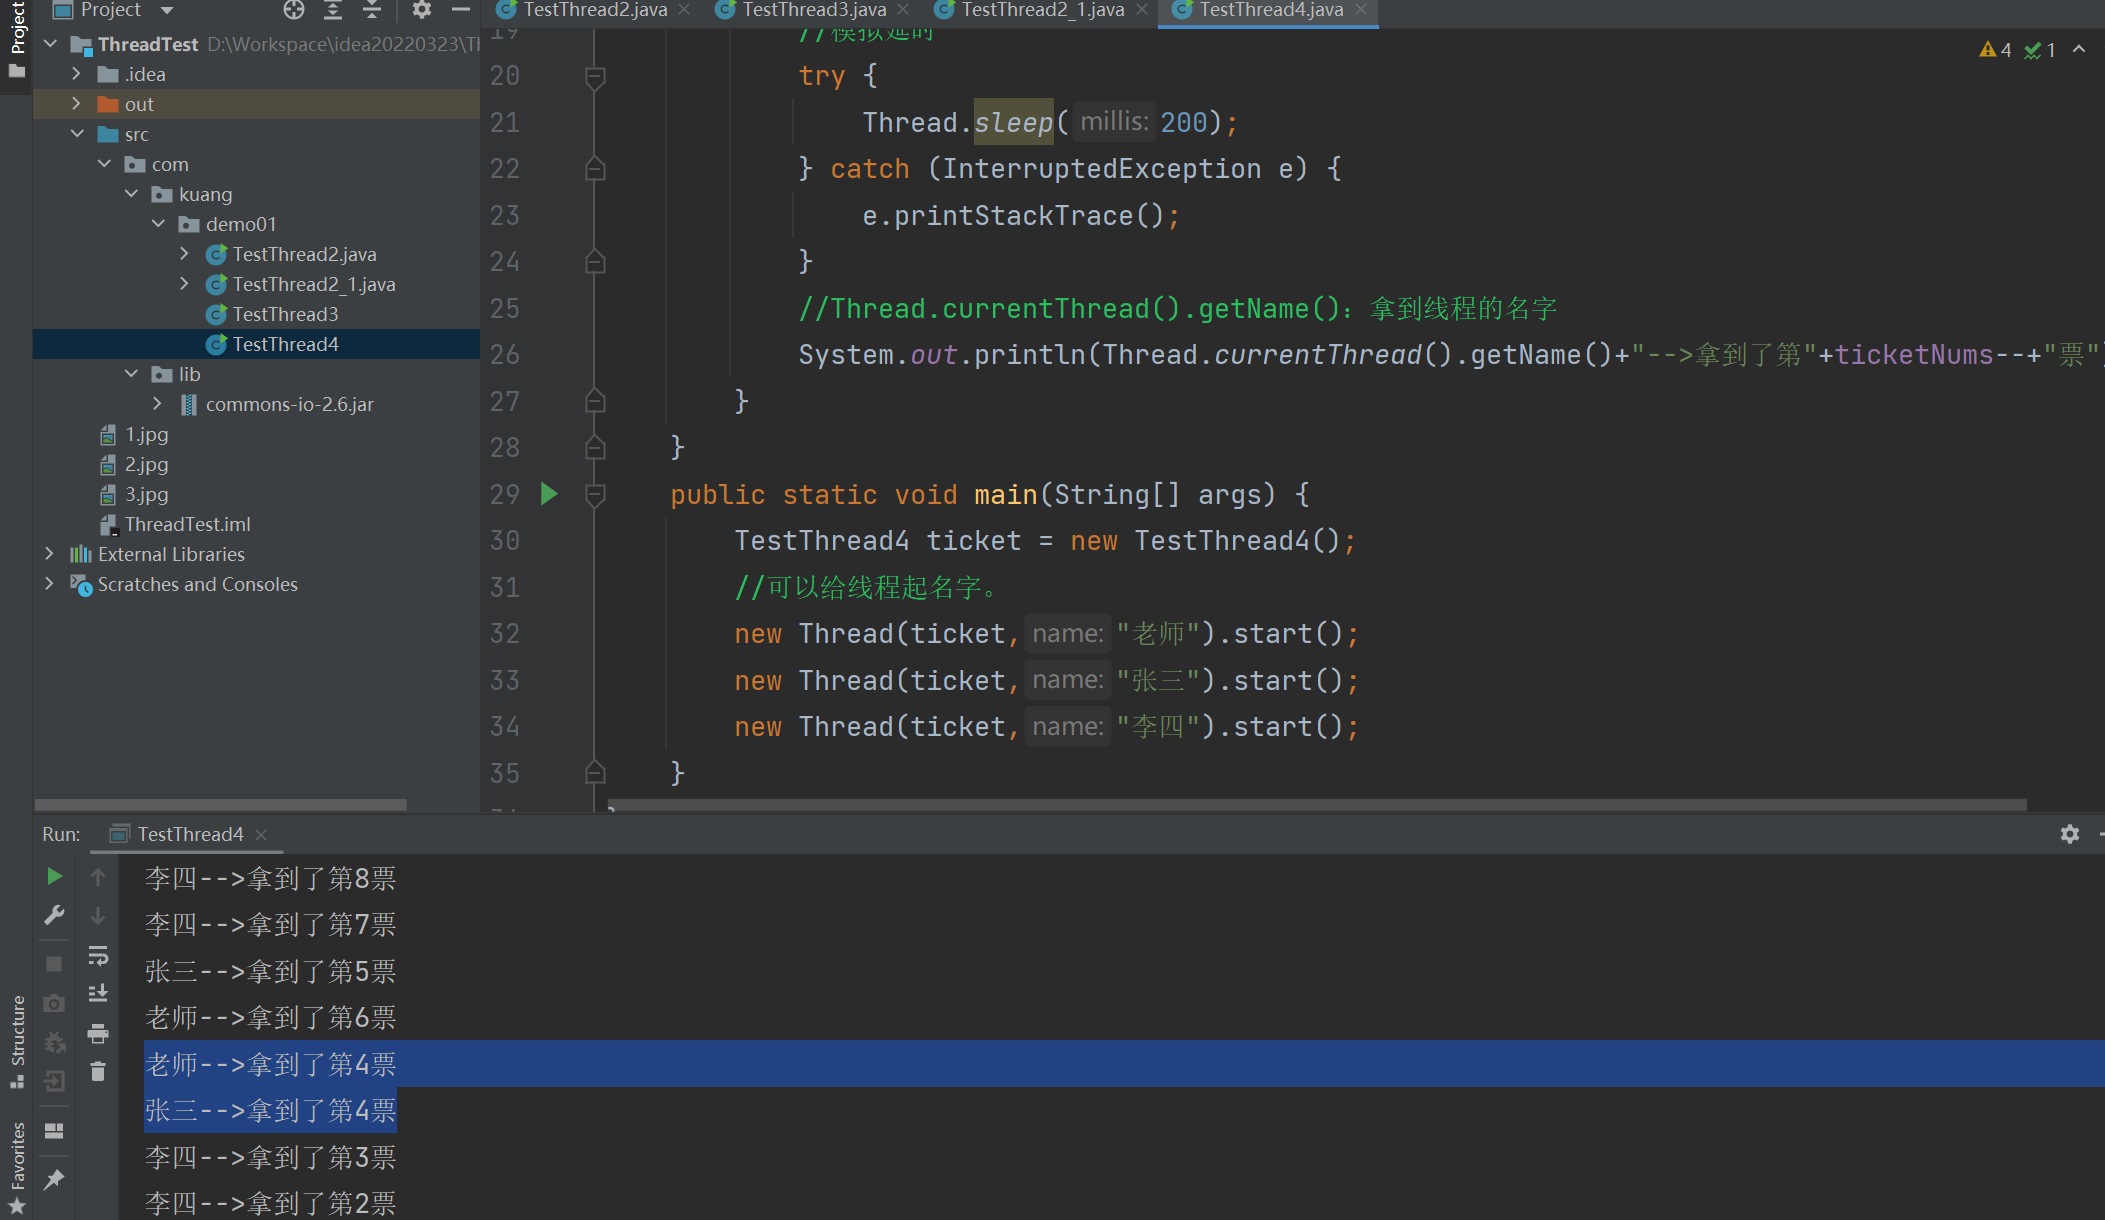 Project
Project
TestThread2.java
TestThread3.java
TestThread2_1.java
TestThread4.java
ThreadTest D:\Workspace\idea20220323\Th
.idea
out
src
com
kuang
demo01
TestThread2.java
TestThread2_1.java
TestThread3
TestThread4
lib
commons-io-2.6.jar
1.jpg
2.jpg
3.jpg
ThreadTest.iml
External Libraries
Scratches and Consoles
4 1
19 //模拟延时
20 try {
21 Thread.sleep( millis: 200);
22 } catch (InterruptedException e) {
23 e.printStackTrace();
24 }
25 //Thread.currentThread().getName()：拿到线程的名字
26 System.out.println(Thread.currentThread().getName()+"-->拿到了第"+ticketNums--+"票")
27 }
28 }
29 public static void main(String[] args) {
30 TestThread4 ticket = new TestThread4();
31 //可以给线程起名字。
32 new Thread(ticket, name: "老师").start();
33 new Thread(ticket, name: "张三").start();
34 new Thread(ticket, name: "李四").start();
35 }
Run: TestThread4
李四-->拿到了第8票
李四-->拿到了第7票
张三-->拿到了第5票
老师-->拿到了第6票
老师-->拿到了第4票
张三-->拿到了第4票
李四-->拿到了第3票
李四-->拿到了第2票
Structure
Favorites